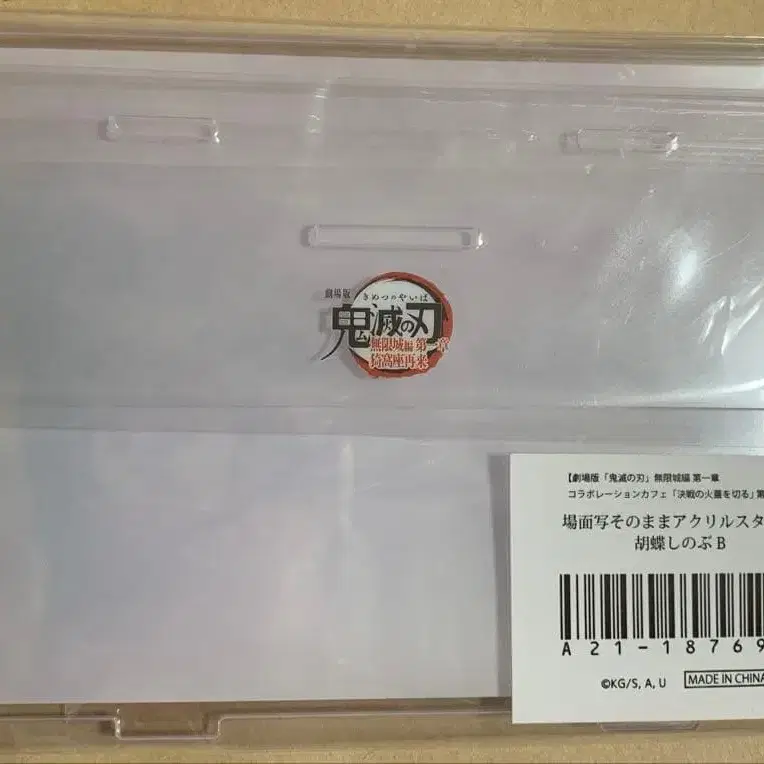 劇場版
きめつのやいば
鬼滅の刃
無限城編 第一章
猗窩座再来
【劇場版「鬼滅の刃」無限城編 第一章
コラボレーションカフェ「決戦の火蓋を切る」第
場面写そのままアクリルスタ
胡蝶しのぶ B
A21-18769
©KG/S, A, U
MADE IN CHINA